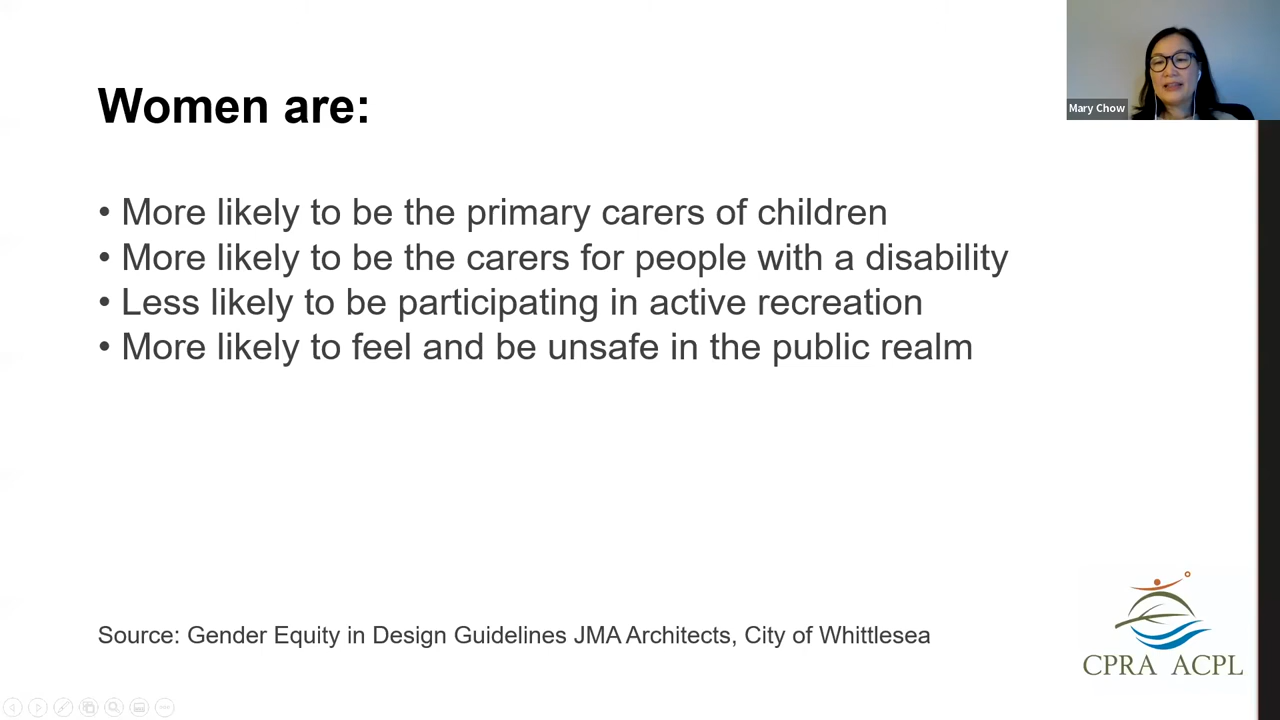 Mary Chow
Women are:
• More likely to be the primary carers of children
• More likely to be the carers for people with a disability
• Less likely to be participating in active recreation
• More likely to feel and be unsafe in the public realm
Source: Gender Equity in Design Guidelines JMA Architects, City of Whittlesea
CPRA ACPL